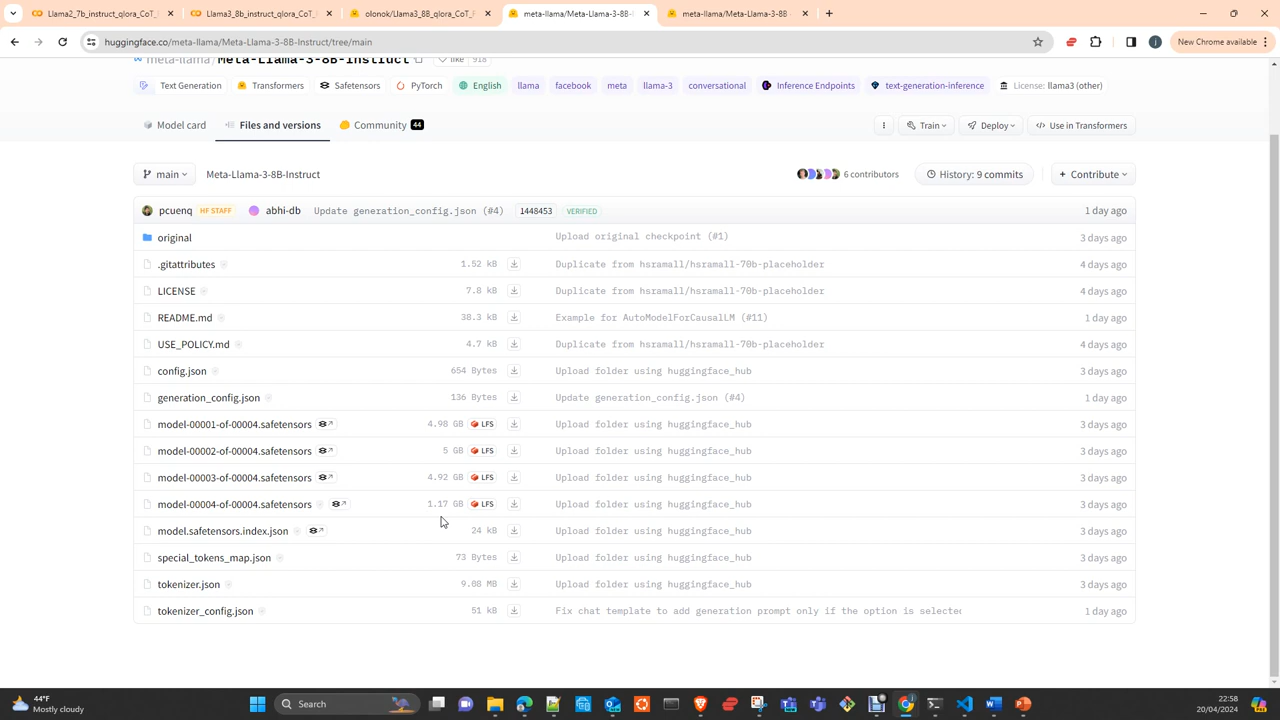 Llama2_7b_instruct_qlora_CoT_
Llama3_8b_instruct_qlora_CoT_
olonok/Llama3_8B_qlora_CoT_
meta-llama/Meta-Llama-3-8B-
meta-llama/Meta-Llama-3-8B-
huggingface.co/meta-llama/Meta-Llama-3-8B-Instruct/tree/main
New Chrome available
meta-llama/Meta-Llama-3-8B-Instruct like 918
Text Generation Transformers Safetensors PyTorch English llama facebook meta llama-3 conversational Inference Endpoints text-generation-inference License: llama3 (other)
Model card Files and versions Community 44 Train Deploy </> Use in Transformers
main Meta-Llama-3-8B-Instruct 6 contributors History: 9 commits + Contribute
pcuenq HF STAFF abhi-db Update generation_config.json (#4) 1448453 VERIFIED 1 day ago
original Upload original checkpoint (#1) 3 days ago
.gitattributes 1.52 kB Duplicate from hsramall/hsramall-70b-placeholder 4 days ago
LICENSE 7.8 kB Duplicate from hsramall/hsramall-70b-placeholder 4 days ago
README.md 38.3 kB Example for AutoModelForCausalLM (#11) 1 day ago
USE_POLICY.md 4.7 kB Duplicate from hsramall/hsramall-70b-placeholder 4 days ago
config.json 654 Bytes Upload folder using huggingface_hub 3 days ago
generation_config.json 136 Bytes Update generation_config.json (#4) 1 day ago
model-00001-of-00004.safetensors 4.98 GB LFS Upload folder using huggingface_hub 3 days ago
model-00002-of-00004.safetensors 5 GB LFS Upload folder using huggingface_hub 3 days ago
model-00003-of-00004.safetensors 4.92 GB LFS Upload folder using huggingface_hub 3 days ago
model-00004-of-00004.safetensors 1.17 GB LFS Upload folder using huggingface_hub 3 days ago
model.safetensors.index.json 24 kB Upload folder using huggingface_hub 3 days ago
special_tokens_map.json 73 Bytes Upload folder using huggingface_hub 3 days ago
tokenizer.json 9.08 MB Upload folder using huggingface_hub 3 days ago
tokenizer_config.json 51 kB Fix chat template to add generation prompt only if the option is selected 1 day ago
44°F
Mostly cloudy
Search
22:58
20/04/2024